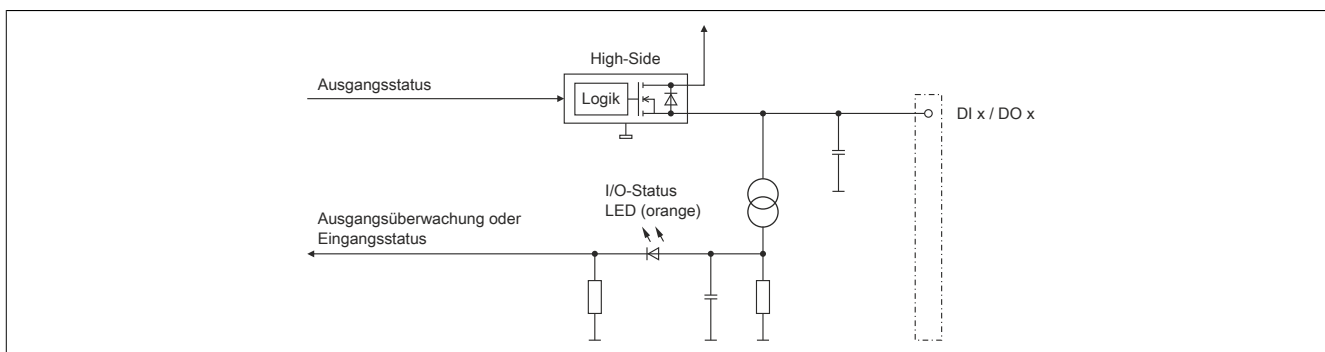 High-Side
Ausgangsstatus
Logik
DI x / DO x
I/O-Status
LED (orange)
Ausgangsüberwachung oder
Eingangsstatus